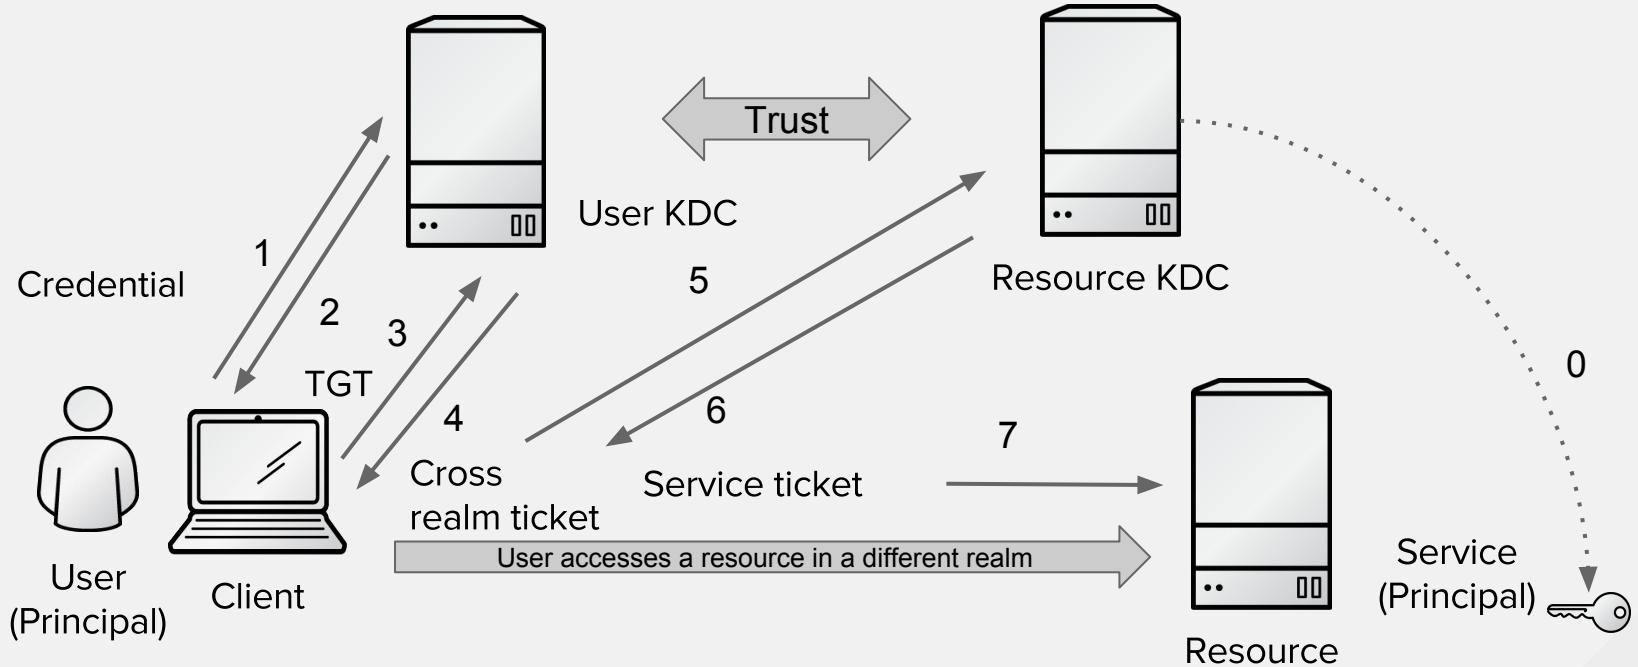 Trust
User KDC
Resource KDC
1
Credential
2
3
TGT
4
5
6
0
7
Cross
realm ticket
Service ticket
User accesses a resource in a different realm
User
(Principal)
Client
Service
(Principal)
Resource